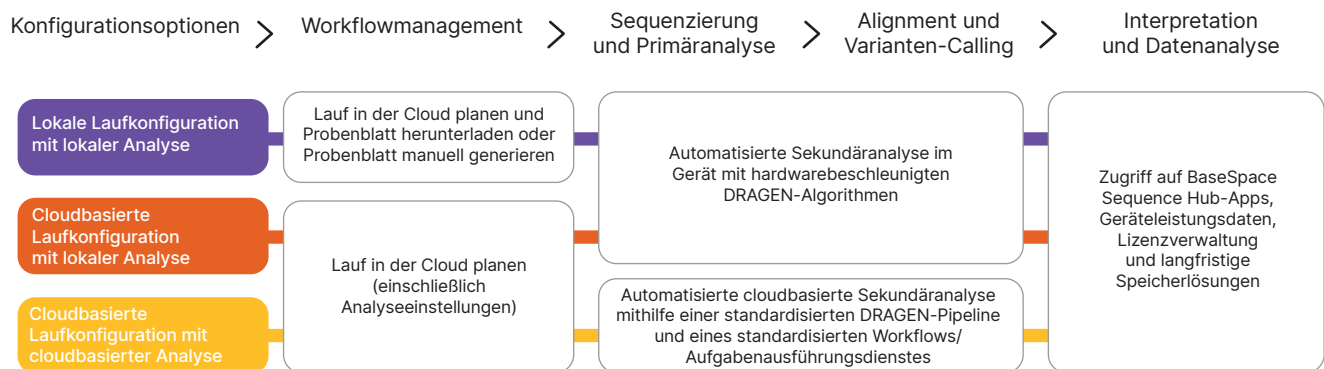 Konfigurationsoptionen
Workflowmanagement
Sequenzierung
und Primäranalyse
Alignment und
Varianten-Calling
Interpretation
und Datenanalyse
Lokale Laufkonfiguration
mit lokaler Analyse
Lauf in der Cloud planen und
Probenblatt herunterladen oder
Probenblatt manuell generieren
Automatisierte Sekundäranalyse im
Gerät mit hardwarebeschleunigten
DRAGEN-Algorithmen
Zugriff auf BaseSpace
Sequence Hub-Apps,
Geräteleistungsdaten,
Lizenzverwaltung
und langfristige
Speicherlösungen
Cloudbasierte
Laufkonfiguration
mit lokaler Analyse
Lauf in der Cloud planen
(einschließlich
Analyseeinstellungen)
Cloudbasierte
Laufkonfiguration mit
cloudbasierter Analyse
Automatisierte cloudbasierte Sekundäranalyse
mithilfe einer standardisierten DRAGEN-Pipeline
und eines standardisierten Workflows/
Aufgabenausführungsdienstes